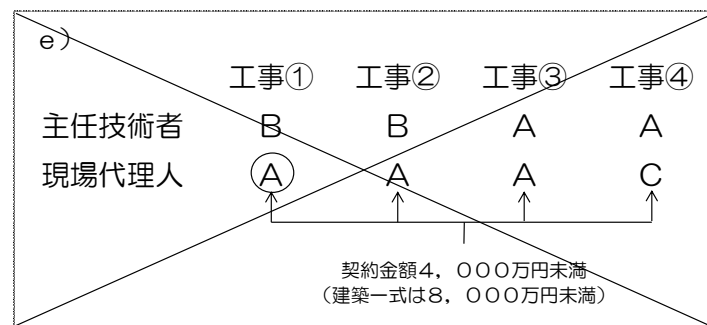 e)
工事① 工事② 工事③ 工事④
主任技術者 B B A A
現場代理人 A A A C
契約金額4,000万円未満
(建築一式は8,000万円未満)